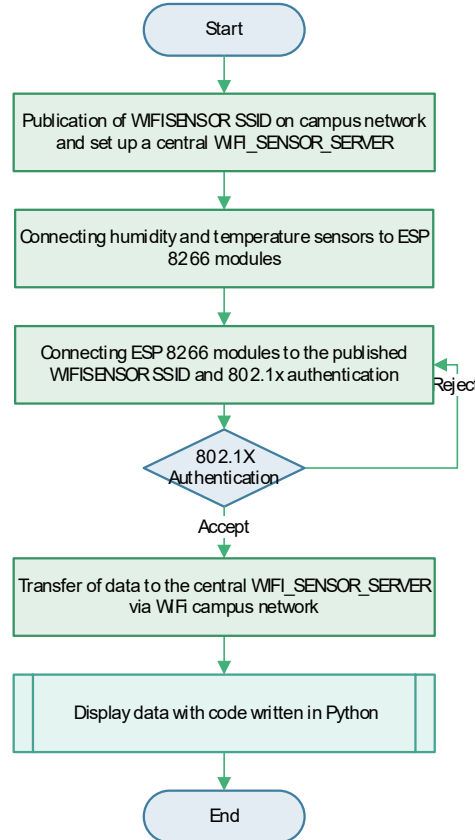 Start
Publication of WIFISENSOR SSID on campus network
and set up a central WIFI_SENSOR_SERVER
Connecting humidity and temperature sensors to ESP
8266 modules
Connecting ESP 8266 modules to the published
WIFISENSOR SSID and 802.1x authentication
Reject
802.1X
Authentication
Accept
Transfer of data to the central WIFI_SENSOR_SERVER
via WiFi campus network
Display data with code written in Python
End